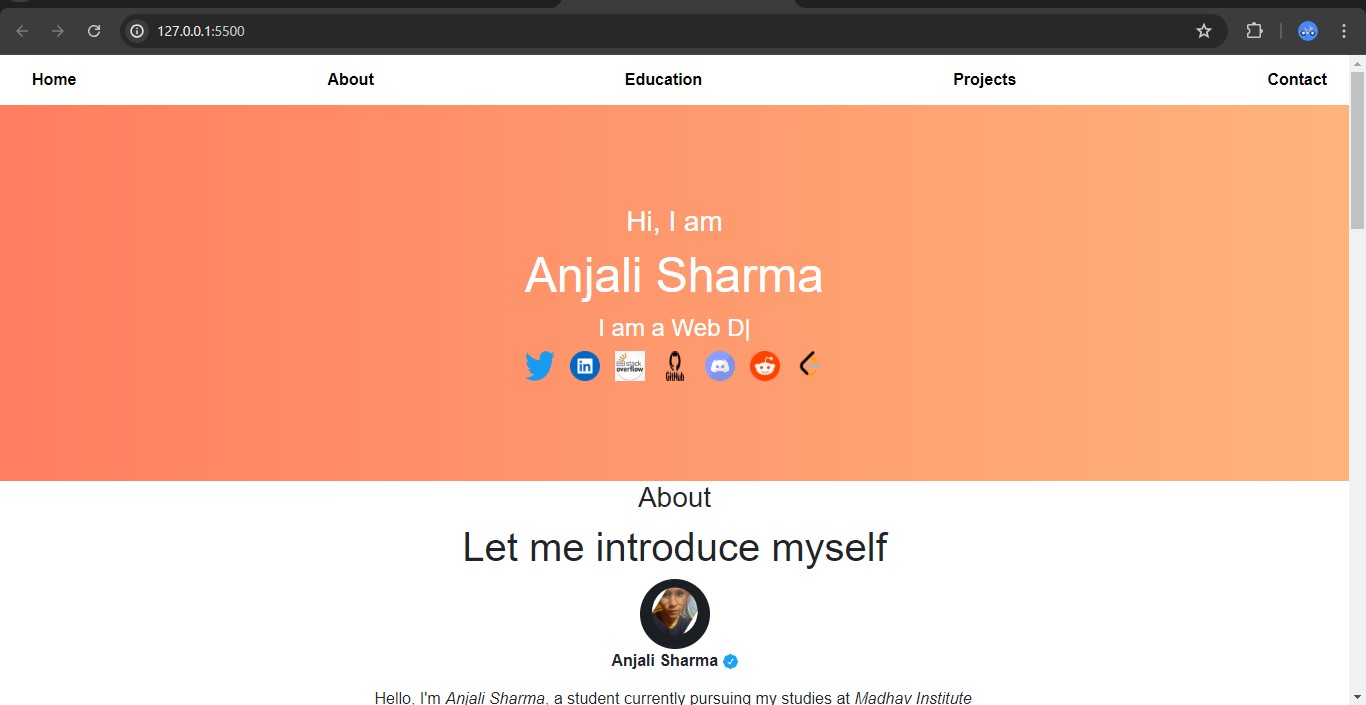 127.0.0.1:5500
Home About Education Projects Contact
Hi, I am
Anjali Sharma
I am a Web D|
stack overflow
GitHub
About
Let me introduce myself
Anjali Sharma
Hello, I'm Anjali Sharma, a student currently pursuing my studies at Madhav Institute